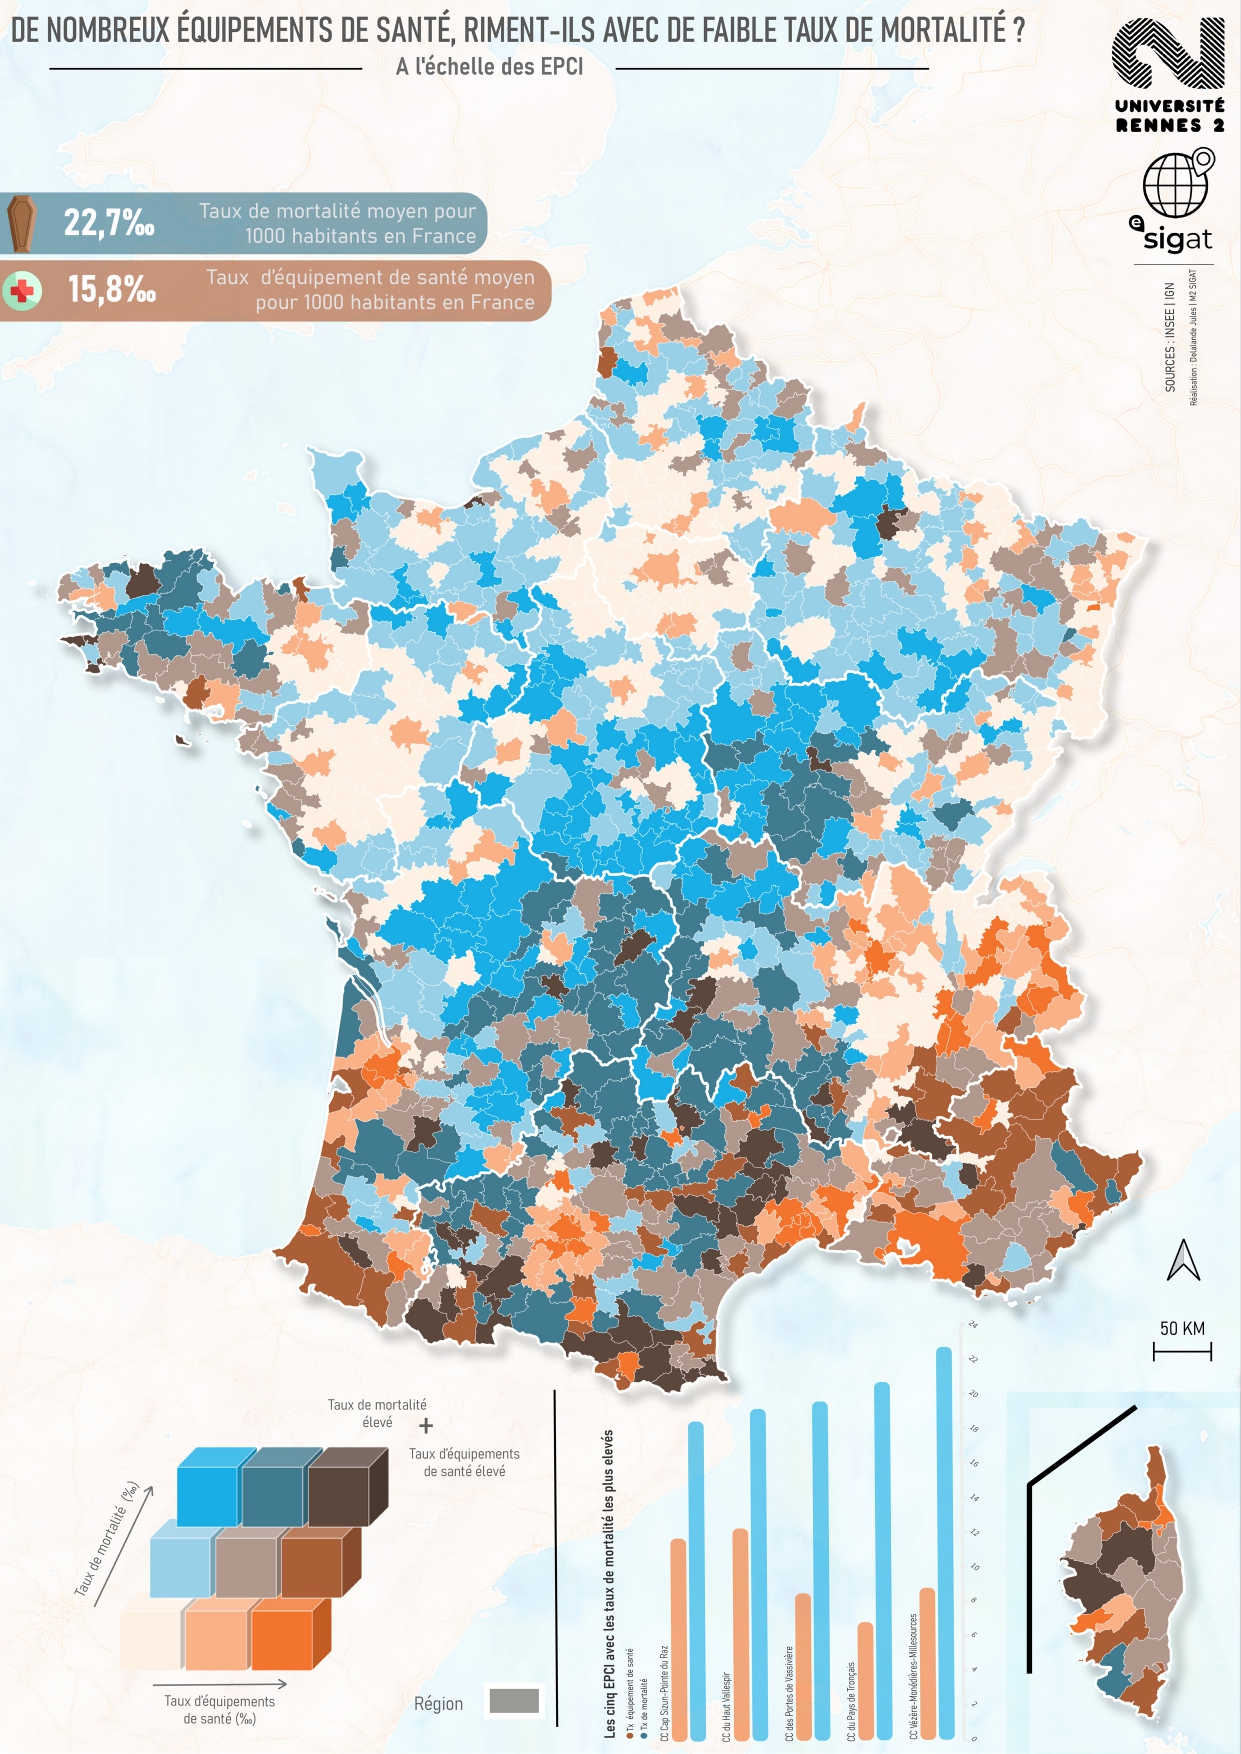 DE NOMBREUX ÉQUIPEMENTS DE SANTÉ, RIMENT-ILS AVEC DE FAIBLE TAUX DE MORTALITÉ ?
A l'échelle des EPCI
UNIVERSITÉ
RENNES 2
e
sigat
SOURCES : INSEE | IGN
Réalisation : Delalande Jules | M2 SIGAT
22,7‰
Taux de mortalité moyen pour
1000 habitants en France
15,8‰
Taux d'équipement de santé moyen
pour 1000 habitants en France
50 KM
Taux de mortalité
élevé
+
Taux d'équipements
de santé élevé
Taux de mortalité (‰)
Taux d'équipements
de santé (‰)
Région
Les cinq EPCI avec les taux de mortalité les plus elevés
Tx équipement de santé
Tx de mortalité
CC Cap Sizun-Pointe du Raz
CC du Haut Vallespir
CC des Portes de Vassivière
CC du Pays de Tronçais
CC Vézère-Monédières-Millesources
24
22
20
18
16
14
12
10
8
6
4
2
0